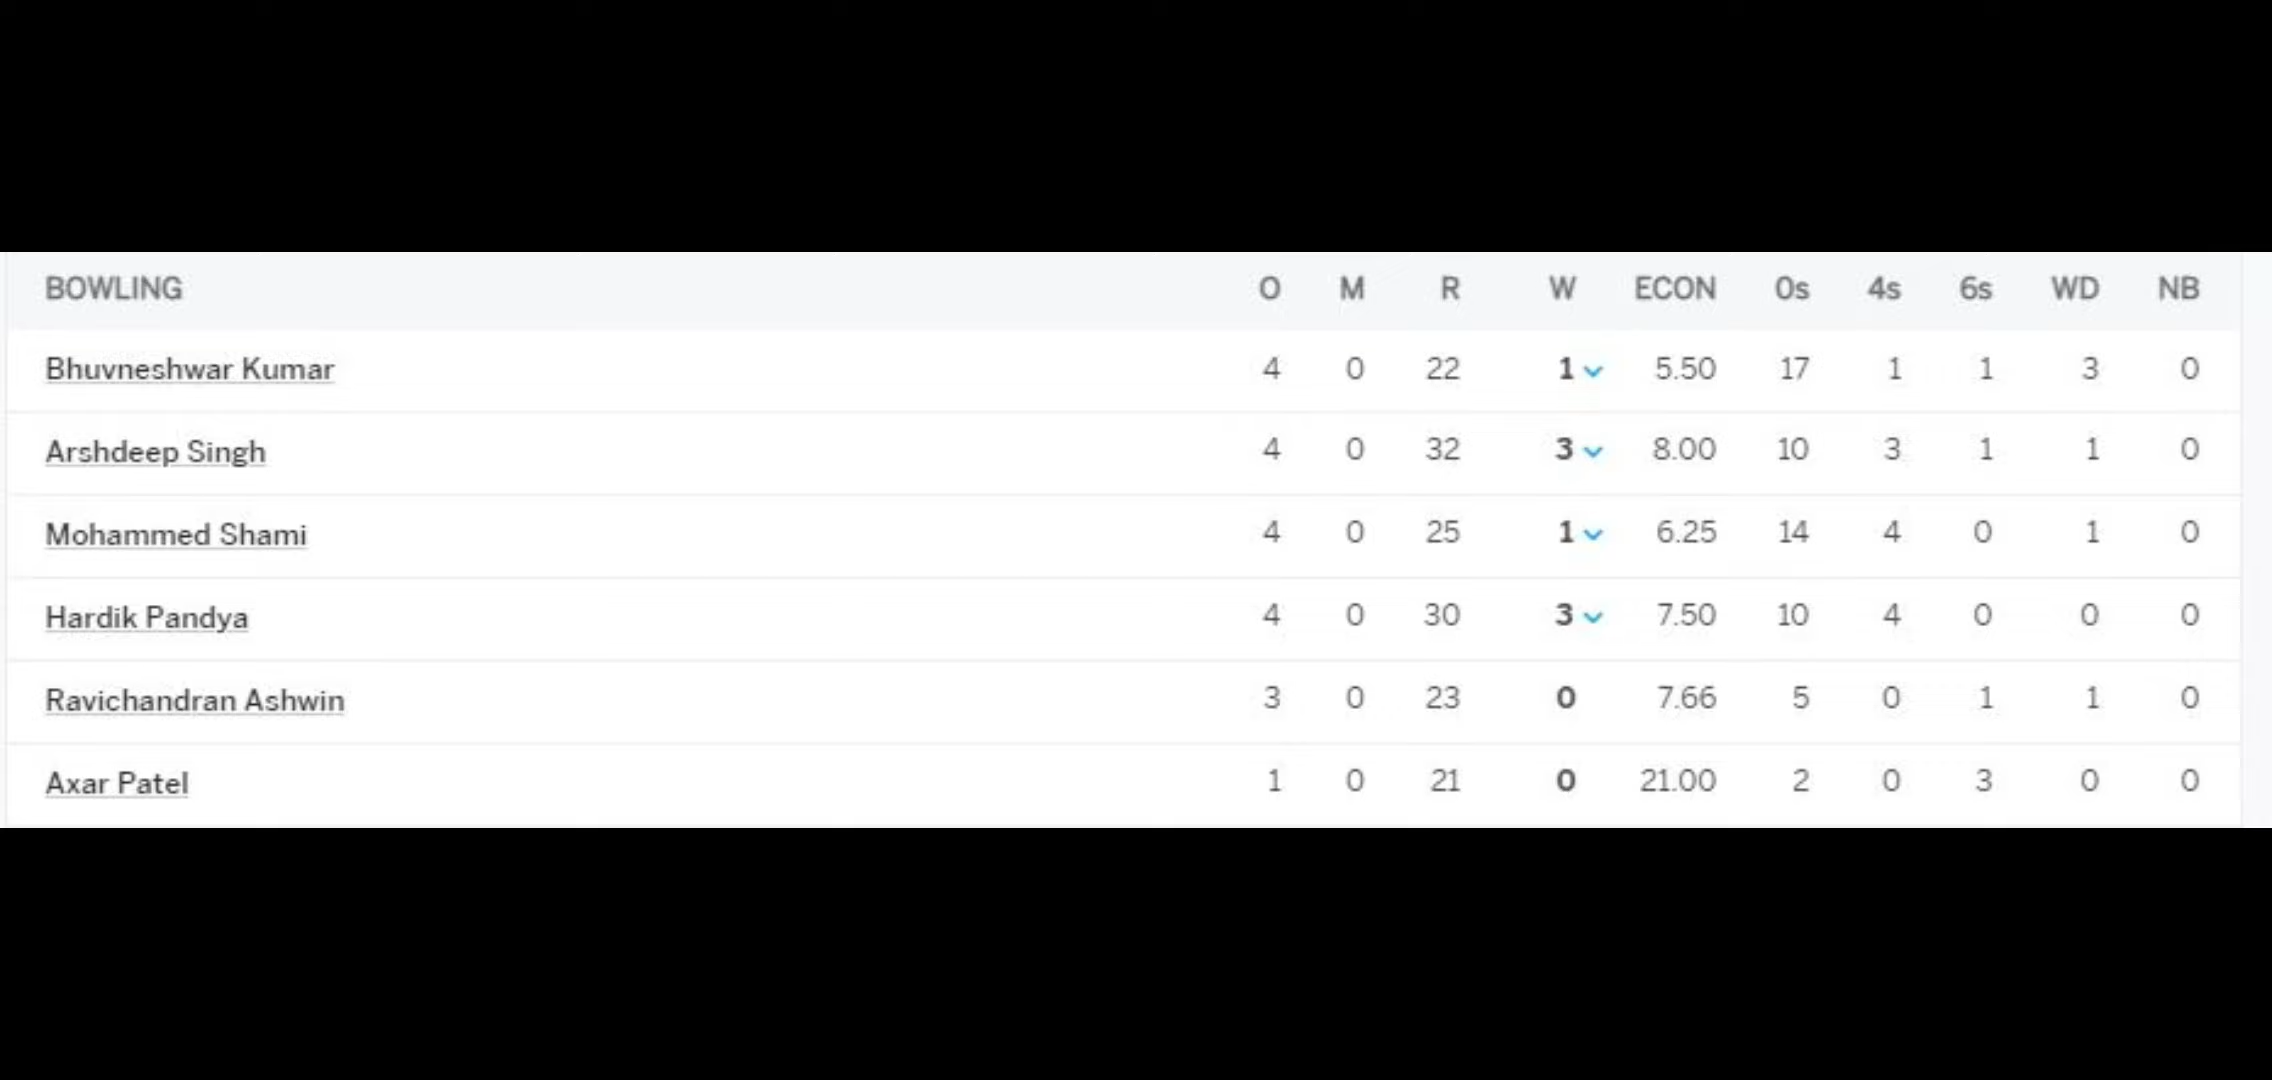 BOWLING O M R W ECON 0s 4s 6s WD NB
Bhuvneshwar Kumar 4 0 22 1 5.50 17 1 1 3 0
Arshdeep Singh 4 0 32 3 8.00 10 3 1 1 0
Mohammed Shami 4 0 25 1 6.25 14 4 0 1 0
Hardik Pandya 4 0 30 3 7.50 10 4 0 0 0
Ravichandran Ashwin 3 0 23 0 7.66 5 0 1 1 0
Axar Patel 1 0 21 0 21.00 2 0 3 0 0